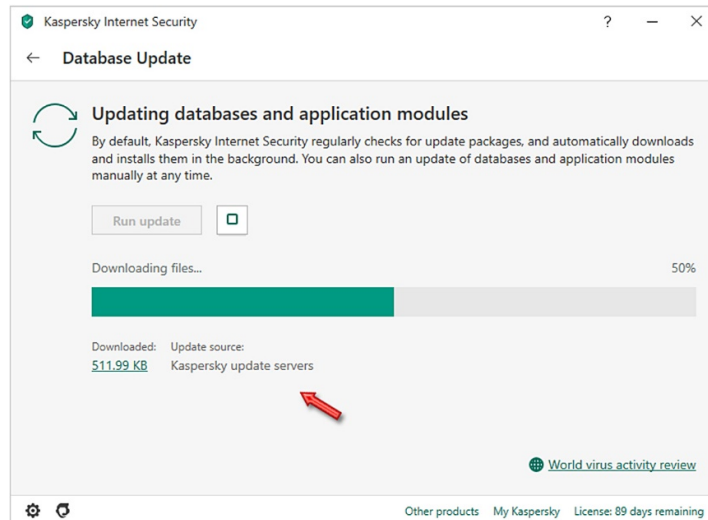 Kaspersky Internet Security
Database Update
Updating databases and application modules
By default, Kaspersky Internet Security regularly checks for update packages, and automatically downloads
and installs them in the background. You can also run an update of databases and application modules
manually at any time.
Run update
Downloading files... 50%
Downloaded: Update source:
511.99 KB Kaspersky update servers
World virus activity review
Other products My Kaspersky License: 89 days remaining